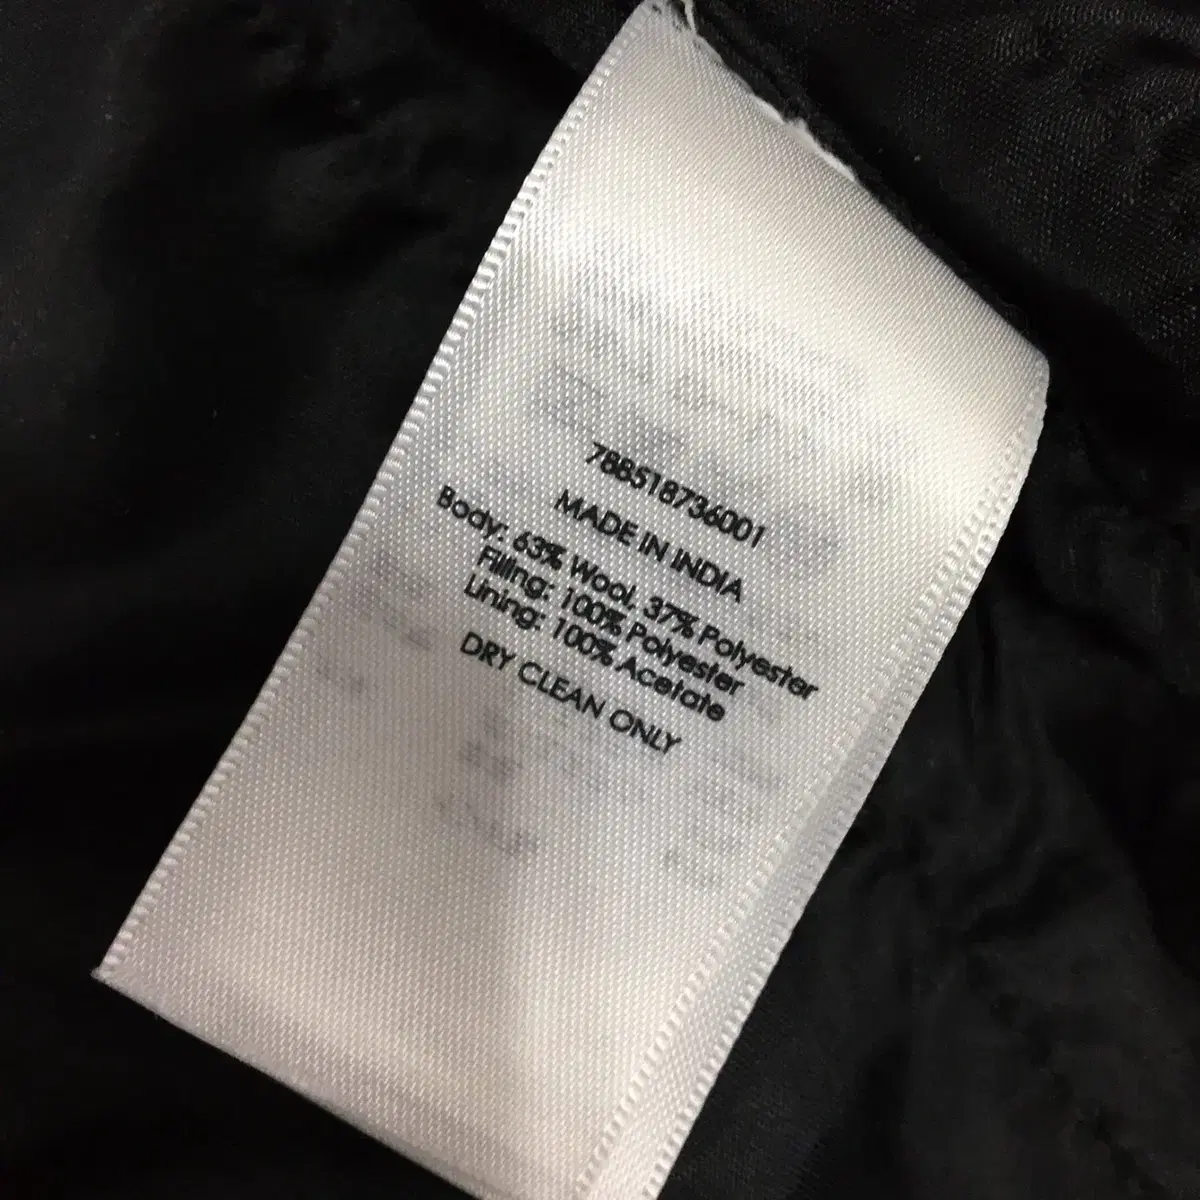 788518736001
MADE IN INDIA
Body: 63% Wool, 37% Polyester
Filling: 100% Polyester
Lining: 100% Acetate
DRY CLEAN ONLY